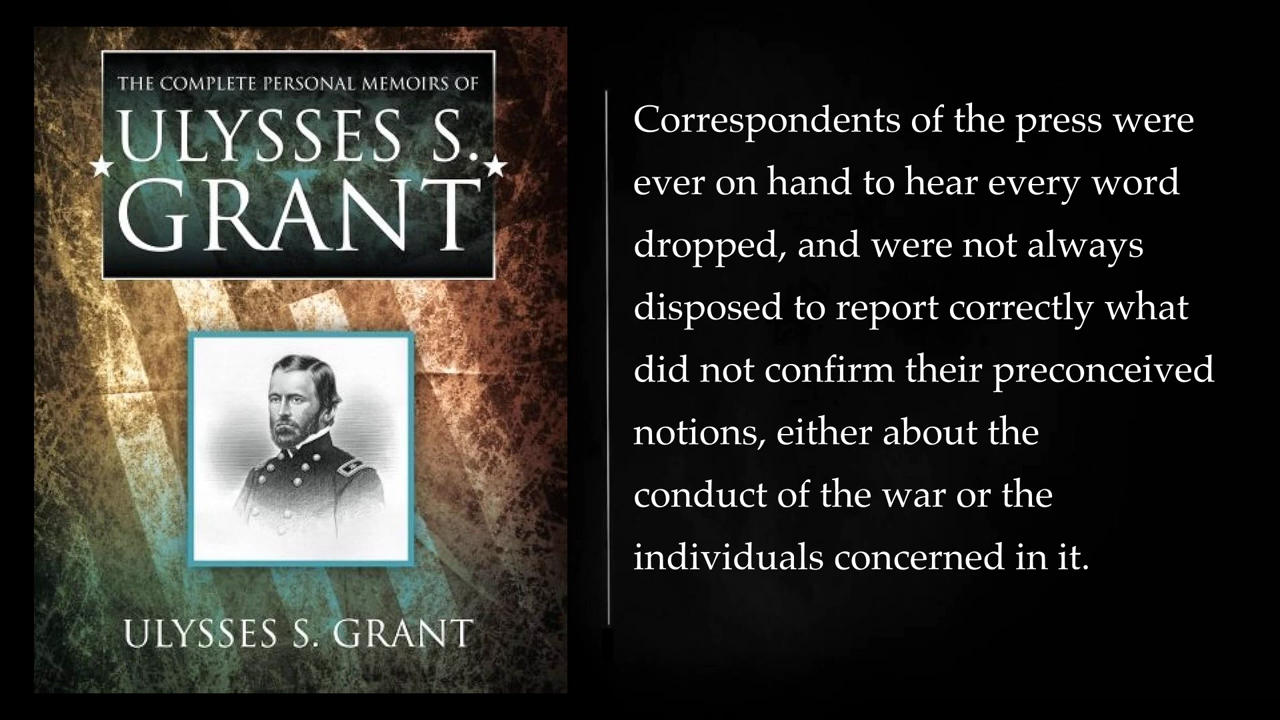 THE COMPLETE PERSONAL MEMOIRS OF
ULYSSES S.
GRANT
ULYSSES S. GRANT
Correspondents of the press were
ever on hand to hear every word
dropped, and were not always
disposed to report correctly what
did not confirm their preconceived
notions, either about the
conduct of the war or the
individuals concerned in it.